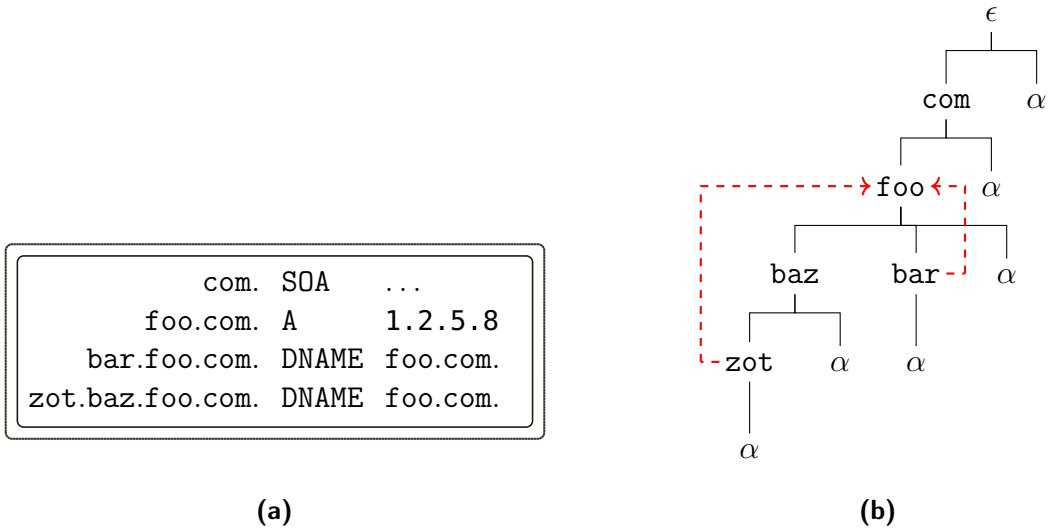 com. SOA ...
foo.com. A 1.2.5.8
bar.foo.com. DNAME foo.com.
zot.baz.foo.com. DNAME foo.com.
(a)
ϵ
com α
foo α
baz bar α
zot α α
α
(b)